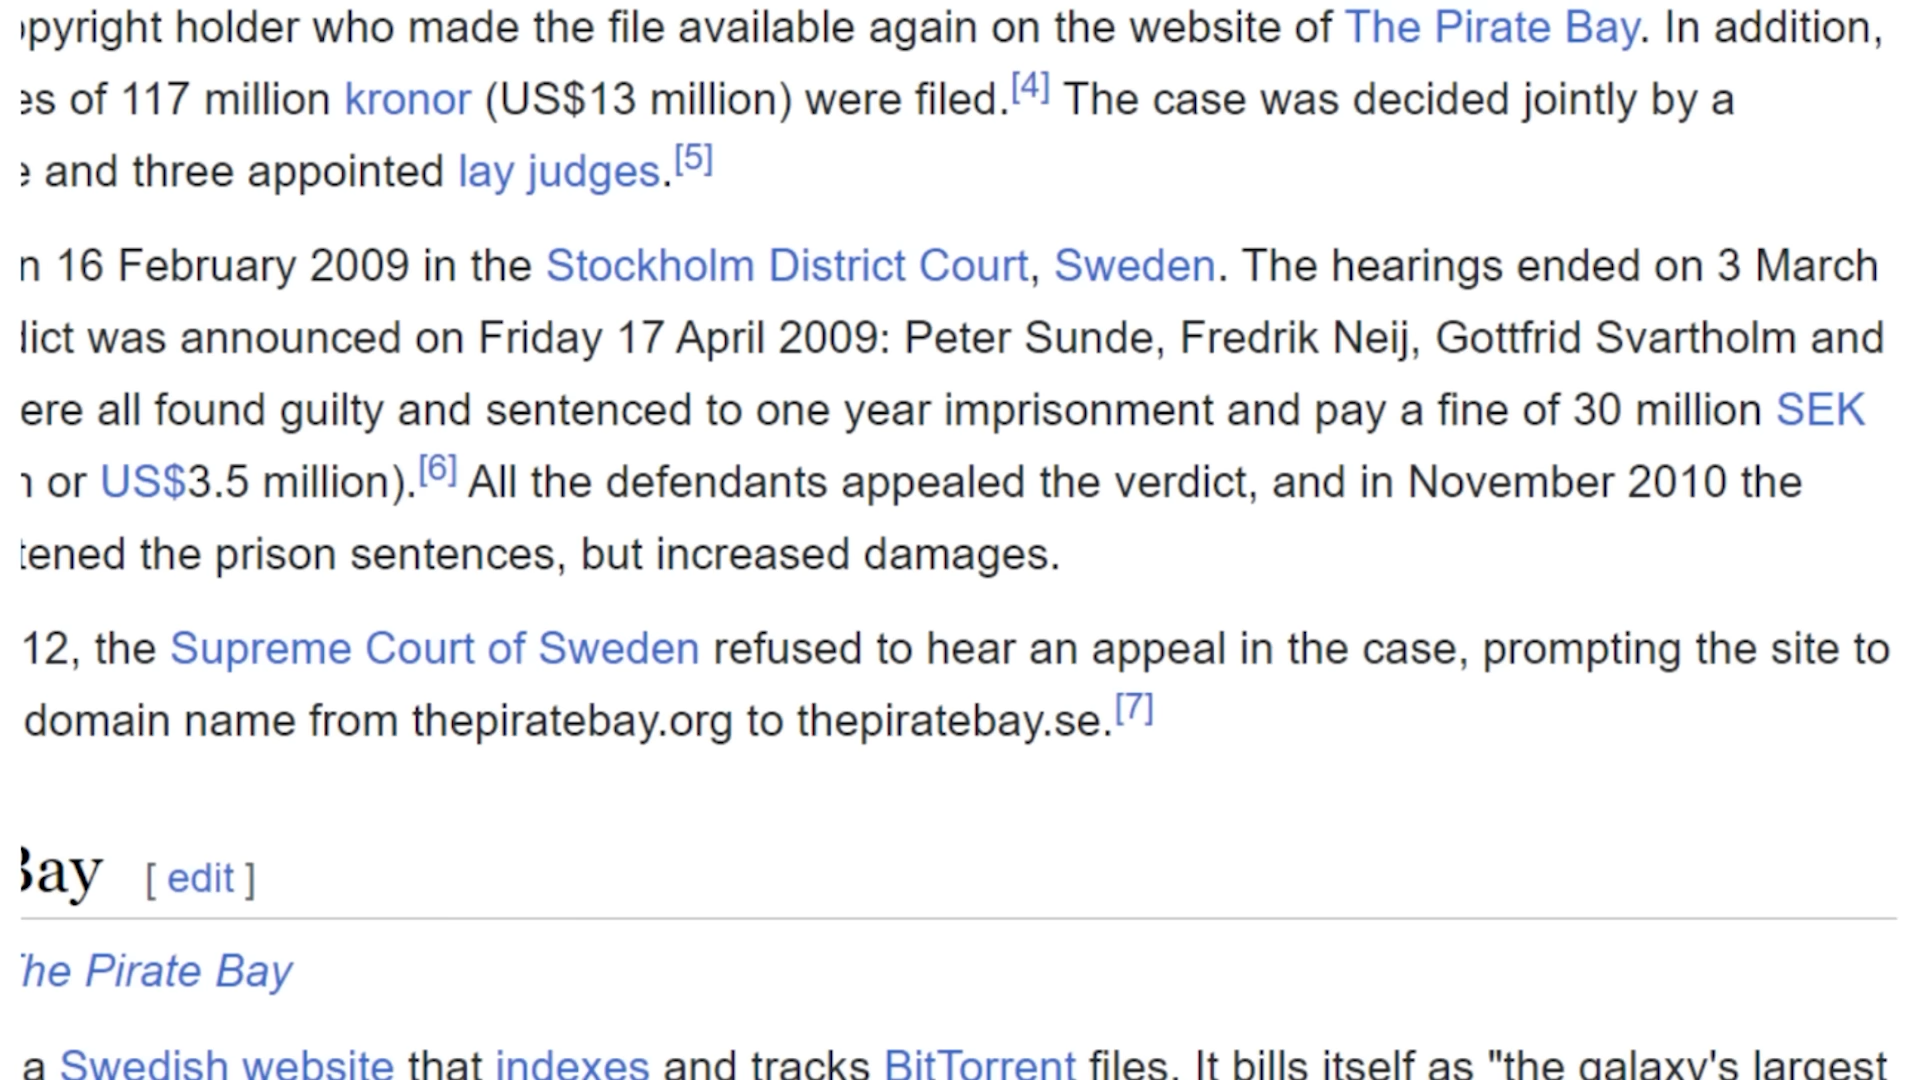 pyright holder who made the file available again on the website of The Pirate Bay. In addition,
es of 117 million kronor (US$13 million) were filed.[4] The case was decided jointly by a
e and three appointed lay judges.[5]
n 16 February 2009 in the Stockholm District Court, Sweden. The hearings ended on 3 March
dict was announced on Friday 17 April 2009: Peter Sunde, Fredrik Neij, Gottfrid Svartholm and
ere all found guilty and sentenced to one year imprisonment and pay a fine of 30 million SEK
n or US$3.5 million).[6] All the defendants appealed the verdict, and in November 2010 the
tened the prison sentences, but increased damages.
12, the Supreme Court of Sweden refused to hear an appeal in the case, prompting the site to
domain name from thepiratebay.org to thepiratebay.se.[7]
Bay [ edit ]
The Pirate Bay
a Swedish website that indexes and tracks BitTorrent files. It bills itself as "the galaxy's largest